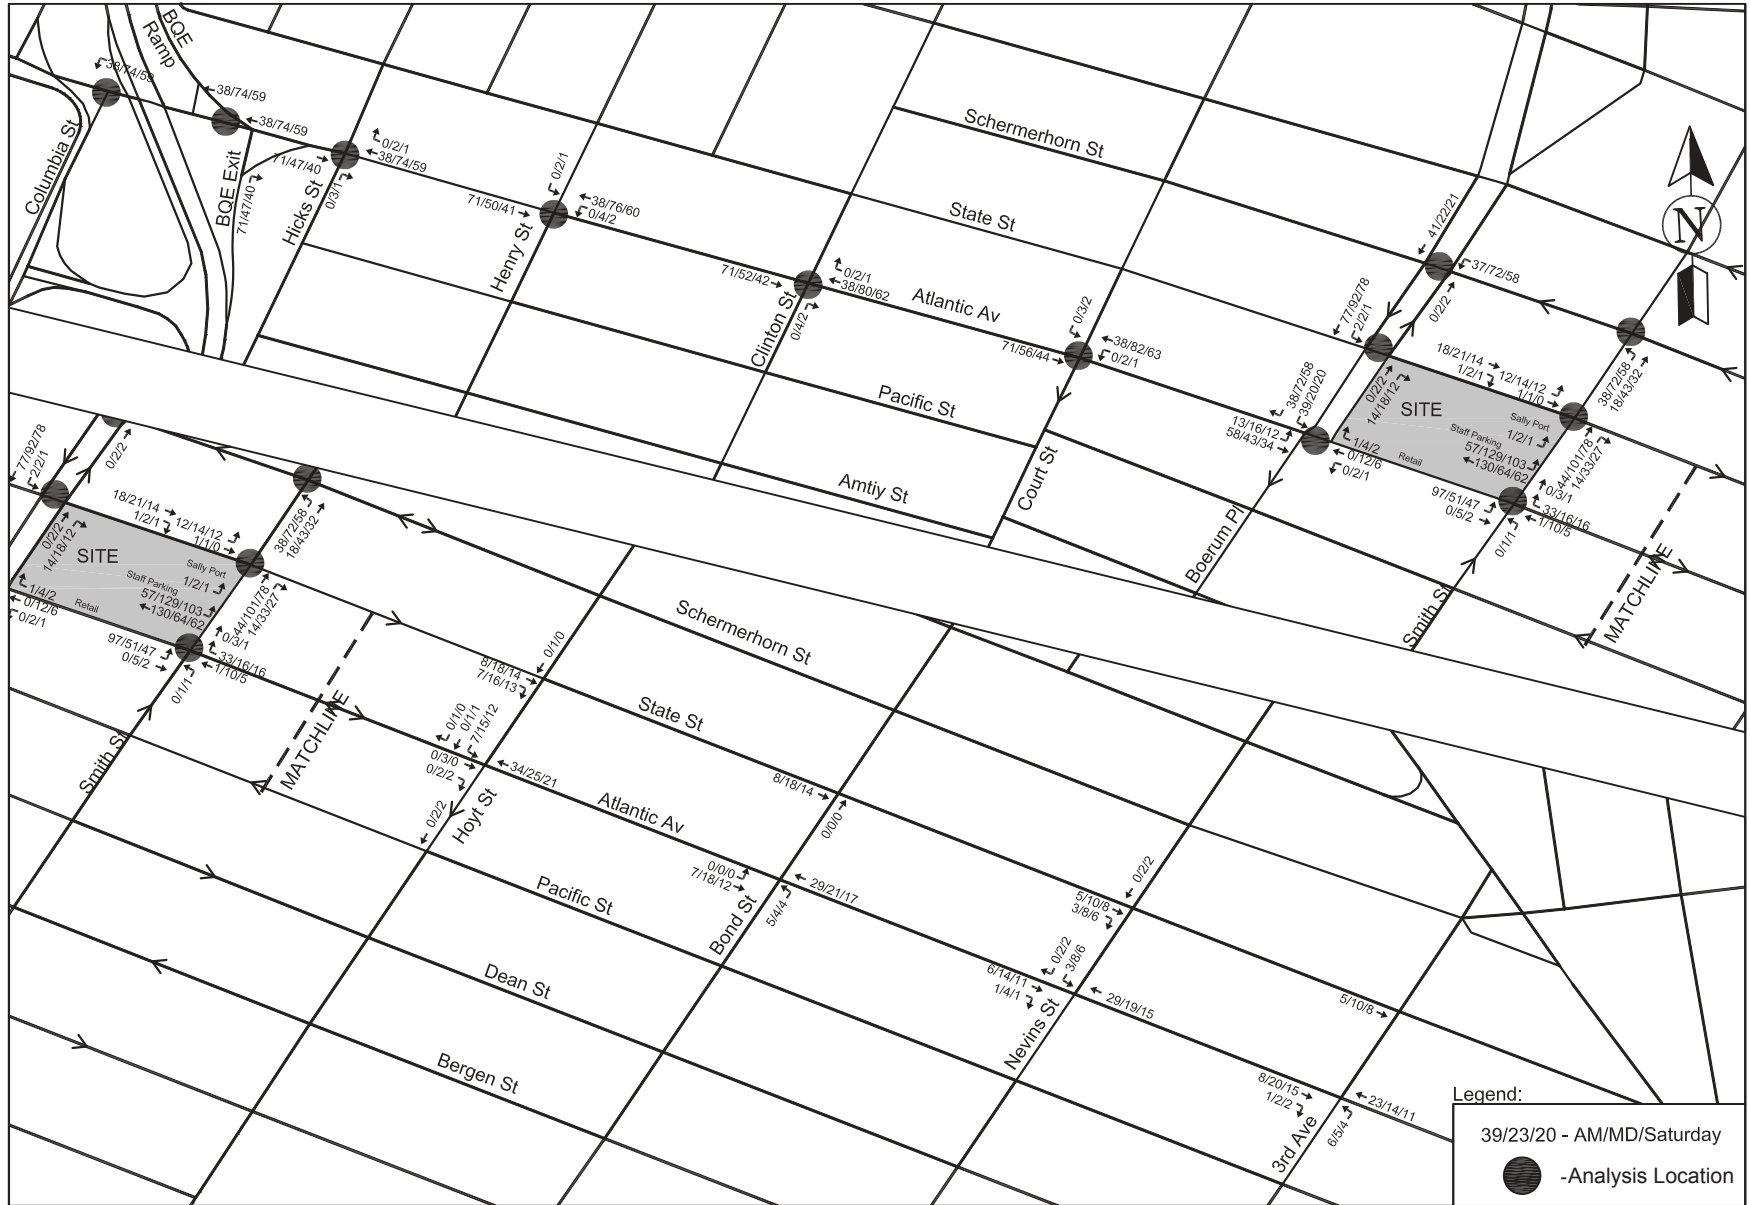 BQE
Ramp
38/74/59
38/74/59
38/74/59
Columbia St
BQE Exit
71/47/40
71/47/40
Hicks St
0/2/1
38/74/59
0/3/1
0/2/1
71/50/41
38/76/60
0/4/2
Henry St
71/52/42
0/2/1
38/80/62
0/4/2
Clinton St
Schermerhorn St
State St
Atlantic Av
Pacific St
Amtiy St
0/3/2
71/56/44
38/82/63
0/2/1
Court St
41/22/21
37/72/58
0/2/2
77/92/78
2/2/1
38/72/58
39/20/20
13/16/12
58/43/34
0/2/2
14/18/12
SITE
1/4/2
0/12/6
0/2/1
Retail
18/21/14
1/2/1
12/14/12
1/1/0
Sally Port
1/2/1
Staff Parking
57/129/103
130/64/62
38/72/58
18/43/32
44/101/78
14/33/27
0/3/1
33/16/16
1/10/5
97/51/47
0/5/2
0/1/1
Boerum Pl
Smith St
MATCHLINE
N
77/92/78
2/2/1
0/2/2
18/21/14
1/2/1
12/14/12
1/1/0
0/2/2
14/18/12
SITE
Sally Port
1/2/1
Staff Parking
57/129/103
130/64/62
1/4/2
0/12/6
0/2/1
Retail
38/72/58
18/43/32
44/101/78
14/33/27
0/3/1
33/16/16
1/10/5
97/51/47
0/5/2
0/1/1
Smith St
MATCHLINE
Schermerhorn St
State St
Atlantic Av
Pacific St
Dean St
Bergen St
0/1/0
8/18/14
7/16/13
0/1/0
0/1/1
7/15/12
0/3/0
0/2/2
34/25/21
0/2/2
Hoyt St
8/18/14
0/0/0
0/0/0
7/18/12
29/21/17
5/4/4
Bond St
0/2/2
5/10/8
3/8/6
0/2/2
3/8/6
6/14/11
1/4/1
29/19/15
Nevins St
5/10/8
8/20/15
1/2/2
23/14/11
6/5/4
3rd Ave
Legend:
39/23/20 - AM/MD/Saturday
-Analysis Location